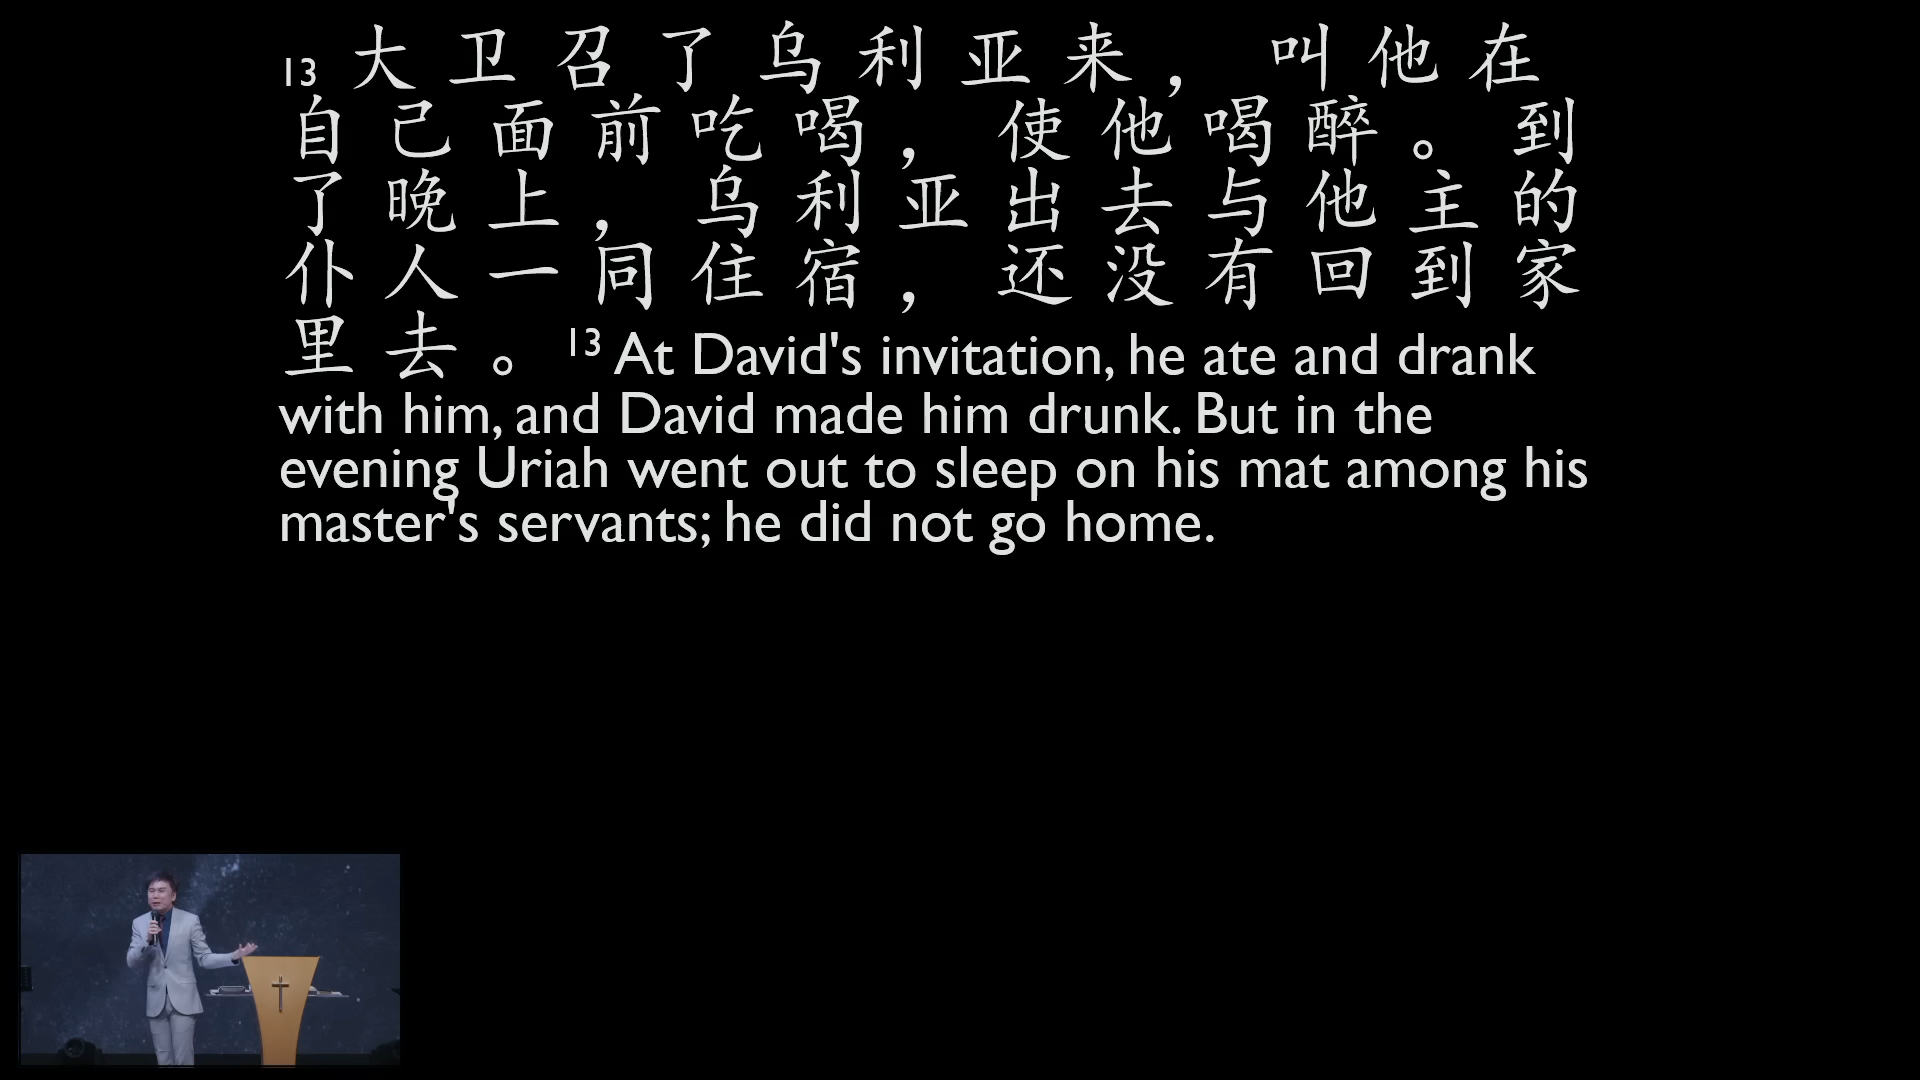 13 大卫召了乌利亚来，叫他在
自己面前吃喝，使他喝醉。到
了晚上，乌利亚出去与他主的
仆人一同住宿，还没有回到家
里去。13 At David's invitation, he ate and drank
with him, and David made him drunk. But in the
evening Uriah went out to sleep on his mat among his
master's servants; he did not go home.